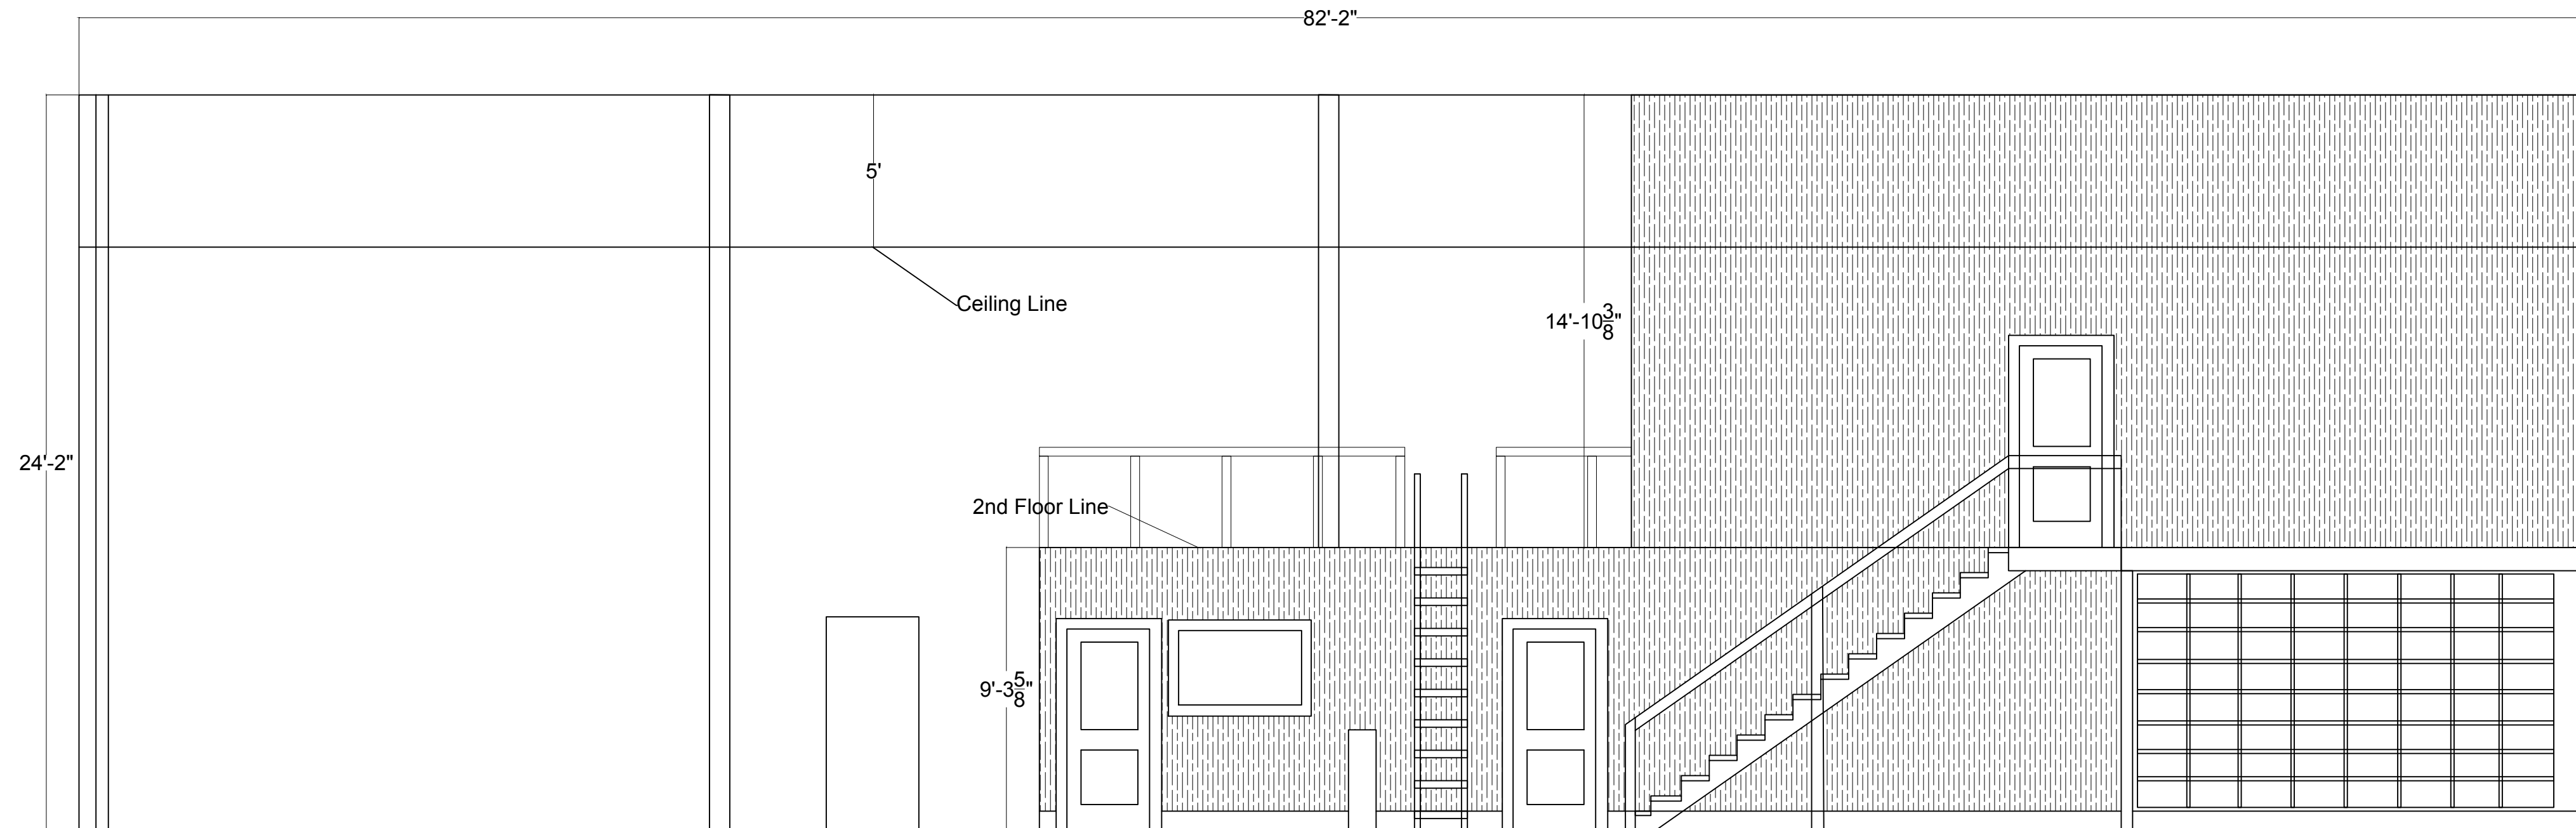 82'-2"
5'
Ceiling Line
14'-10 3/8"
24'-2"
2nd Floor Line
9'-3 5/8"